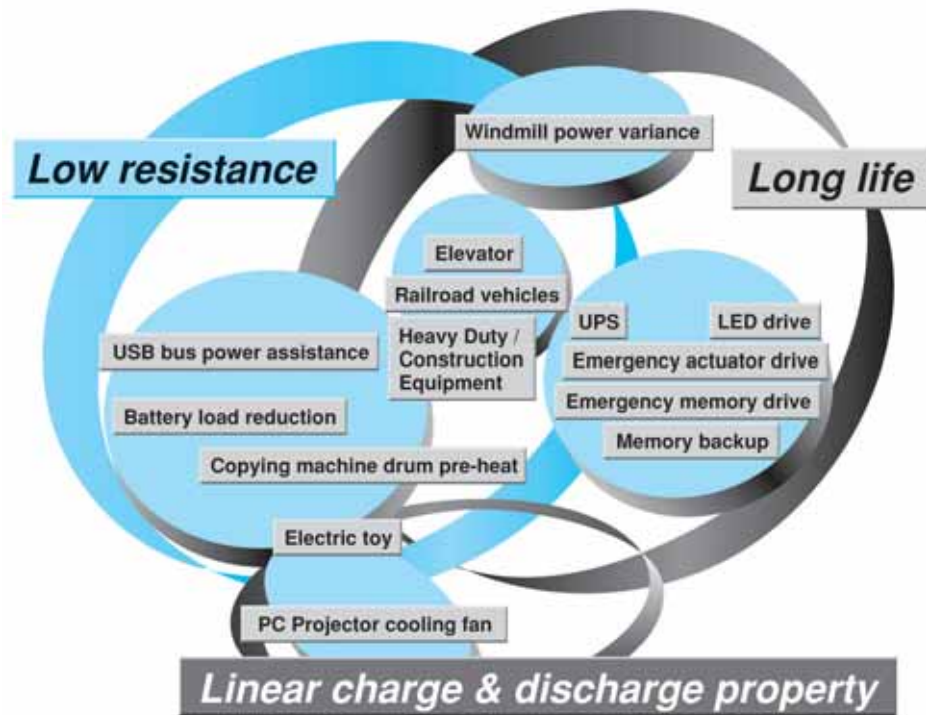 Windmill power variance
Low resistance
Long life
Elevator
Railroad vehicles
UPS
LED drive
Heavy Duty /
Construction
Equipment
USB bus power assistance
Emergency actuator drive
Emergency memory drive
Battery load reduction
Memory backup
Copying machine drum pre-heat
Electric toy
PC Projector cooling fan
Linear charge & discharge property